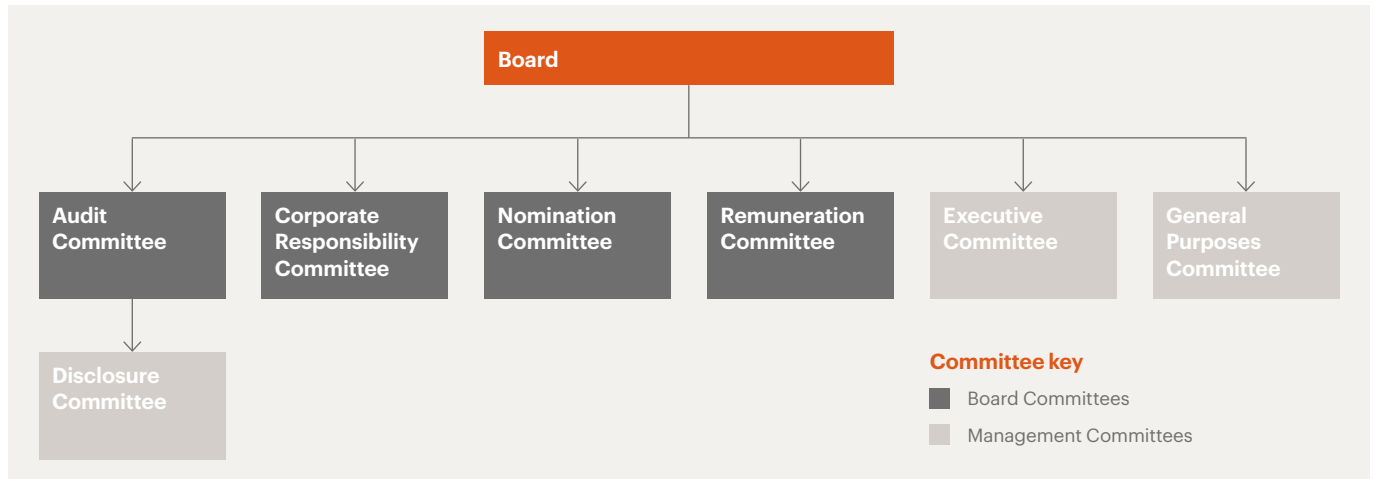 Board
Audit
Committee
Corporate
Responsibility
Committee
Nomination
Committee
Remuneration
Committee
Executive
Committee
General
Purposes
Committee
Disclosure
Committee
Committee key
Board Committees
Management Committees